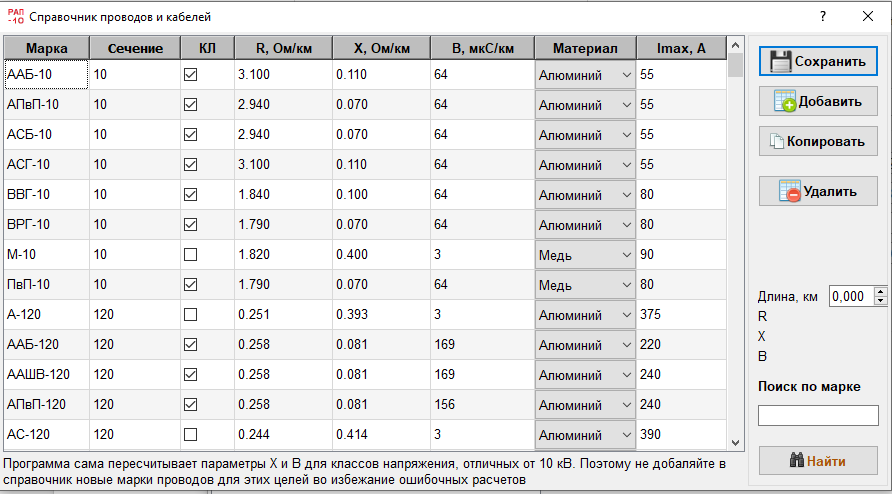 РАП
-10
Справочник проводов и кабелей
?
Марка Сечение КЛ R, Ом/км X, Ом/км B, мкС/км Материал Imax, А
ААБ-10 10 3.100 0.110 64 Алюминий 55
АПвП-10 10 2.940 0.070 64 Алюминий 55
АСБ-10 10 2.940 0.070 64 Алюминий 55
АСГ-10 10 3.100 0.110 64 Алюминий 55
ВВГ-10 10 1.840 0.100 64 Алюминий 80
ВРГ-10 10 1.790 0.070 64 Алюминий 80
М-10 10 1.820 0.400 3 Медь 90
ПвП-10 10 1.790 0.070 64 Медь 80
А-120 120 0.251 0.393 3 Алюминий 375
ААБ-120 120 0.258 0.081 169 Алюминий 220
ААШВ-120 120 0.258 0.081 169 Алюминий 240
АПвП-120 120 0.258 0.081 156 Алюминий 240
АС-120 120 0.244 0.414 3 Алюминий 390
Программа сама пересчитывает параметры X и B для классов напряжения, отличных от 10 кВ. Поэтому не добаляйте в
справочник новые марки проводов для этих целей во избежание ошибочных расчетов
Сохранить
Добавить
Копировать
Удалить
Длина, км 0,000
R
X
B
Поиск по марке
Найти